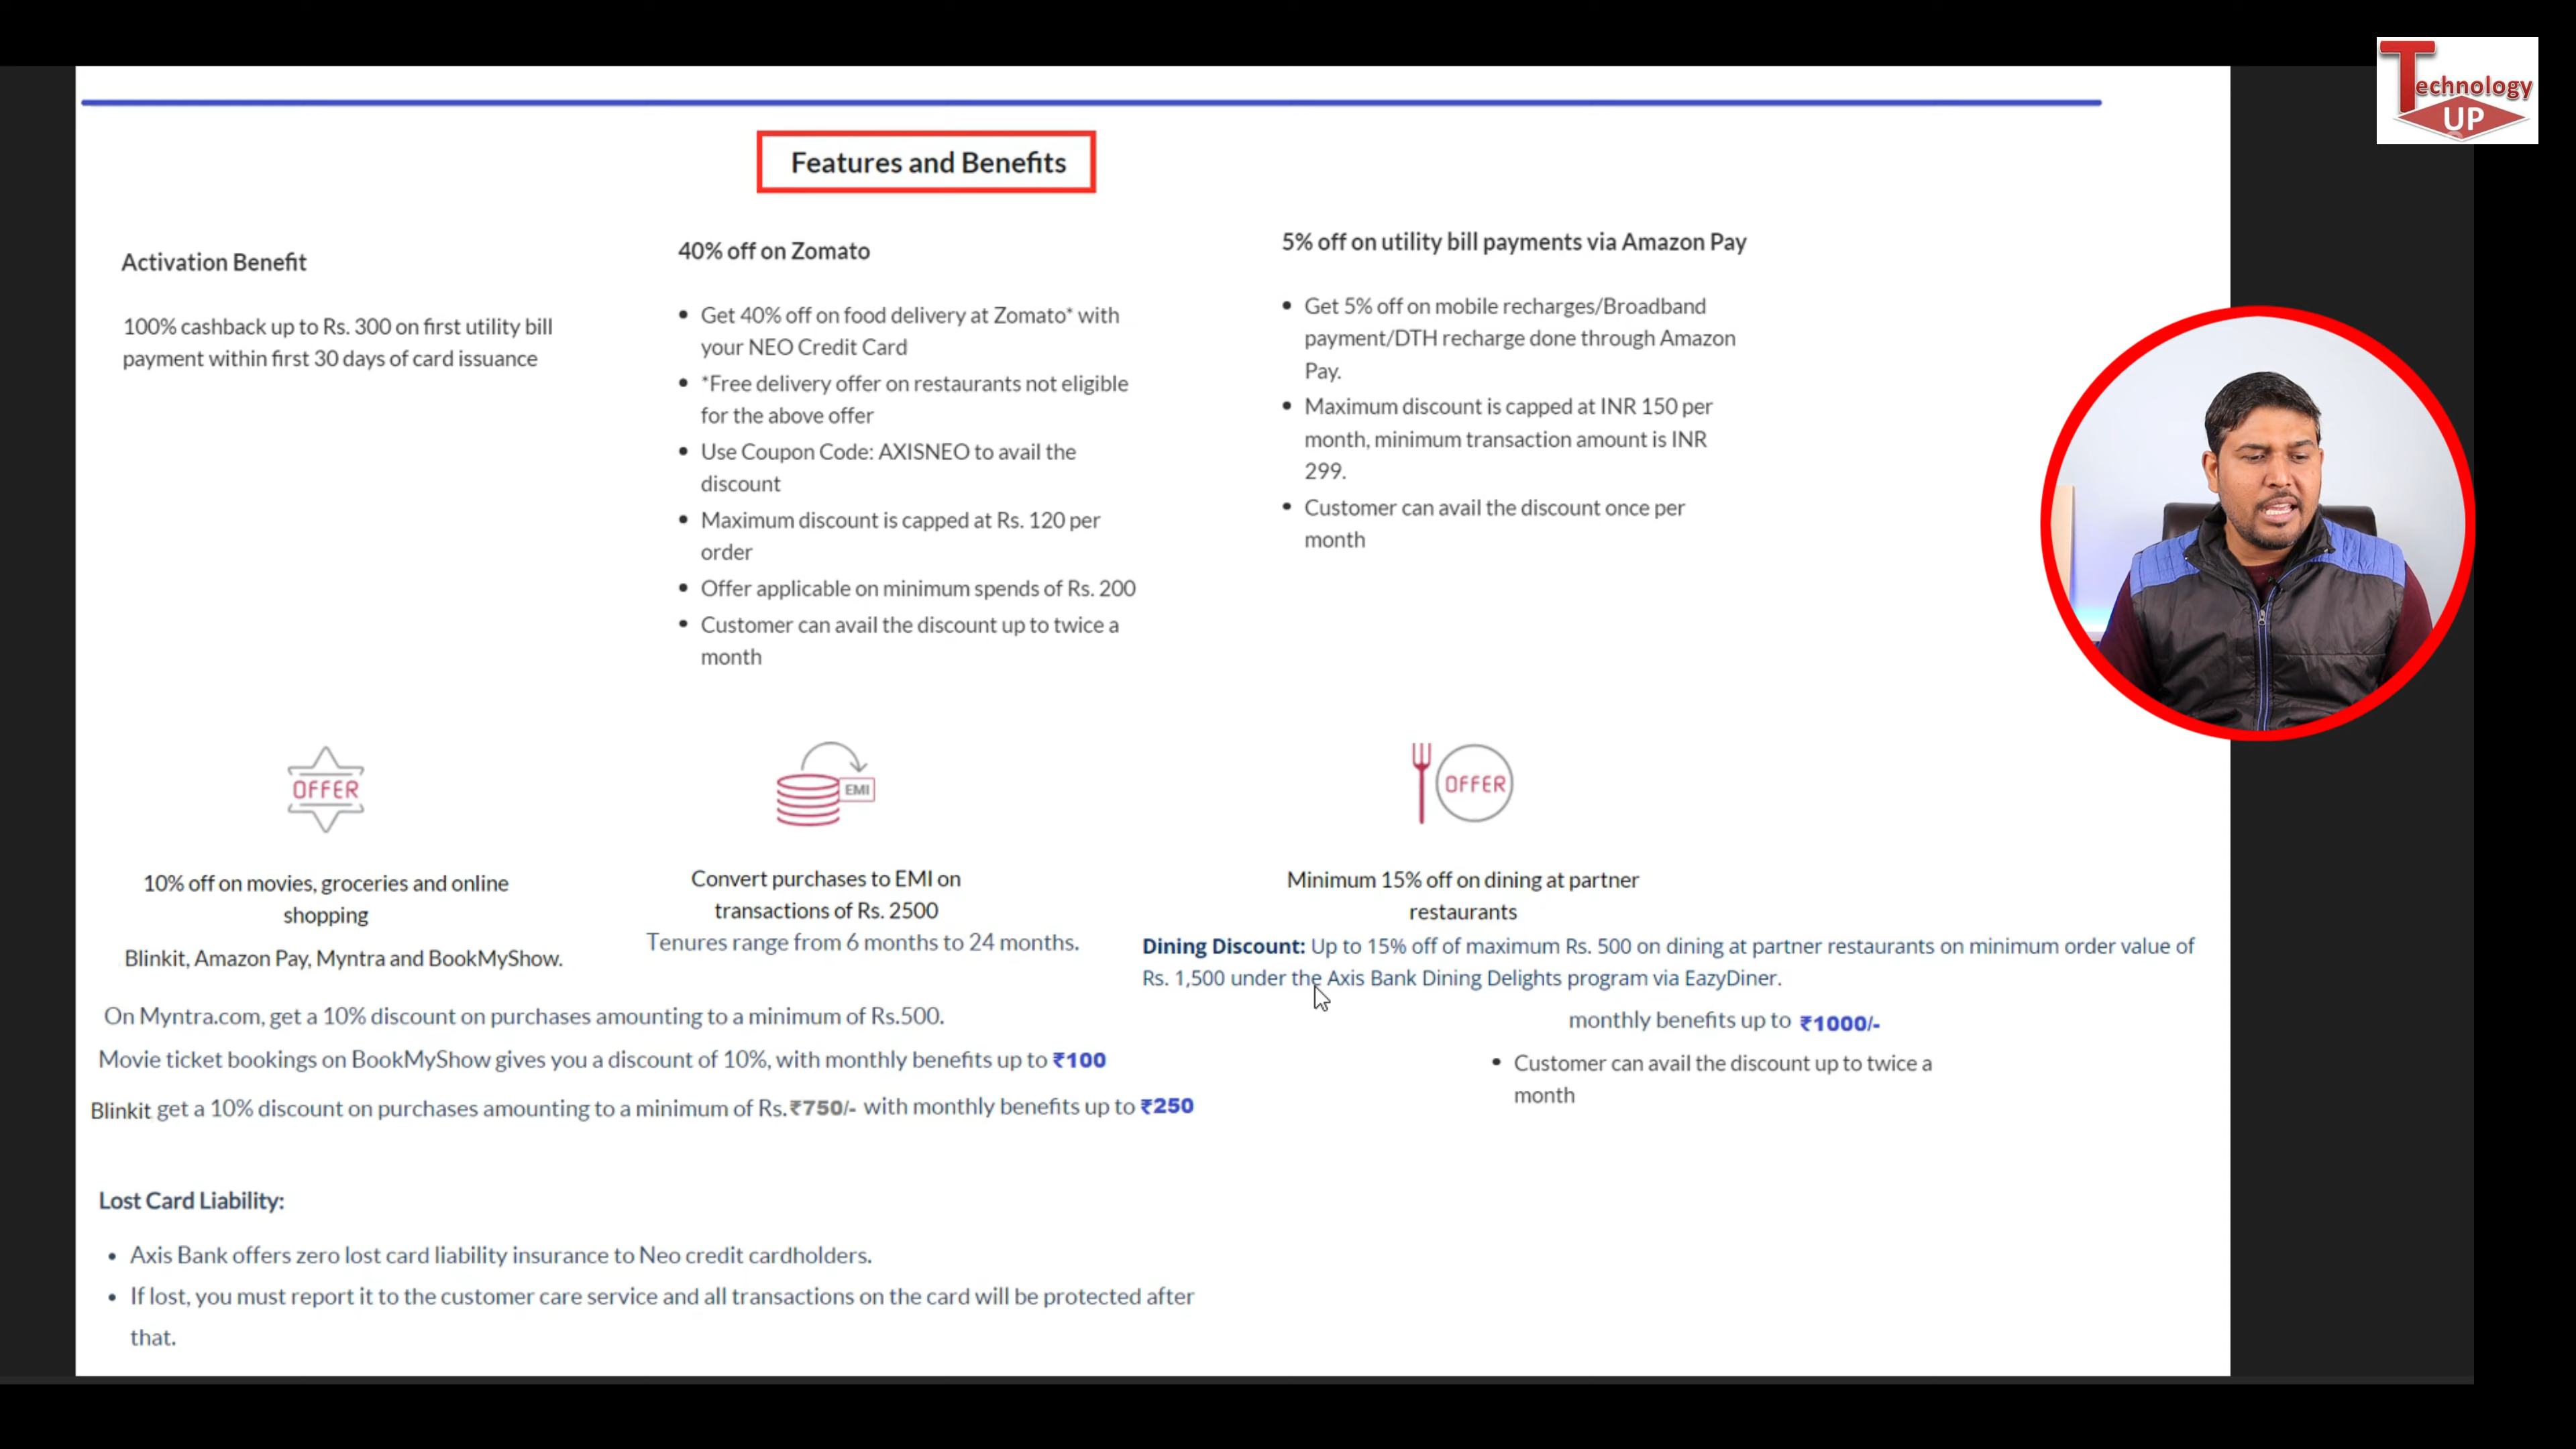 Technology
UP
Features and Benefits
Activation Benefit
100% cashback up to Rs. 300 on first utility bill
payment within first 30 days of card issuance
40% off on Zomato
• Get 40% off on food delivery at Zomato* with
your NEO Credit Card
• *Free delivery offer on restaurants not eligible
for the above offer
• Use Coupon Code: AXISNEO to avail the
discount
• Maximum discount is capped at Rs. 120 per
order
• Offer applicable on minimum spends of Rs. 200
• Customer can avail the discount up to twice a
month
5% off on utility bill payments via Amazon Pay
• Get 5% off on mobile recharges/Broadband
payment/DTH recharge done through Amazon
Pay.
• Maximum discount is capped at INR 150 per
month, minimum transaction amount is INR
299.
• Customer can avail the discount once per
month
OFFER
10% off on movies, groceries and online
shopping
Blinkit, Amazon Pay, Myntra and BookMyShow.
EMI
Convert purchases to EMI on
transactions of Rs. 2500
Tenures range from 6 months to 24 months.
OFFER
Minimum 15% off on dining at partner
restaurants
Dining Discount: Up to 15% off of maximum Rs. 500 on dining at partner restaurants on minimum order value of
Rs. 1,500 under the Axis Bank Dining Delights program via EazyDiner.
monthly benefits up to ₹1000/-
• Customer can avail the discount up to twice a
month
On Myntra.com, get a 10% discount on purchases amounting to a minimum of Rs.500.
Movie ticket bookings on BookMyShow gives you a discount of 10%, with monthly benefits up to ₹100
Blinkit get a 10% discount on purchases amounting to a minimum of Rs.₹750/- with monthly benefits up to ₹250
Lost Card Liability:
• Axis Bank offers zero lost card liability insurance to Neo credit cardholders.
• If lost, you must report it to the customer care service and all transactions on the card will be protected after
that.